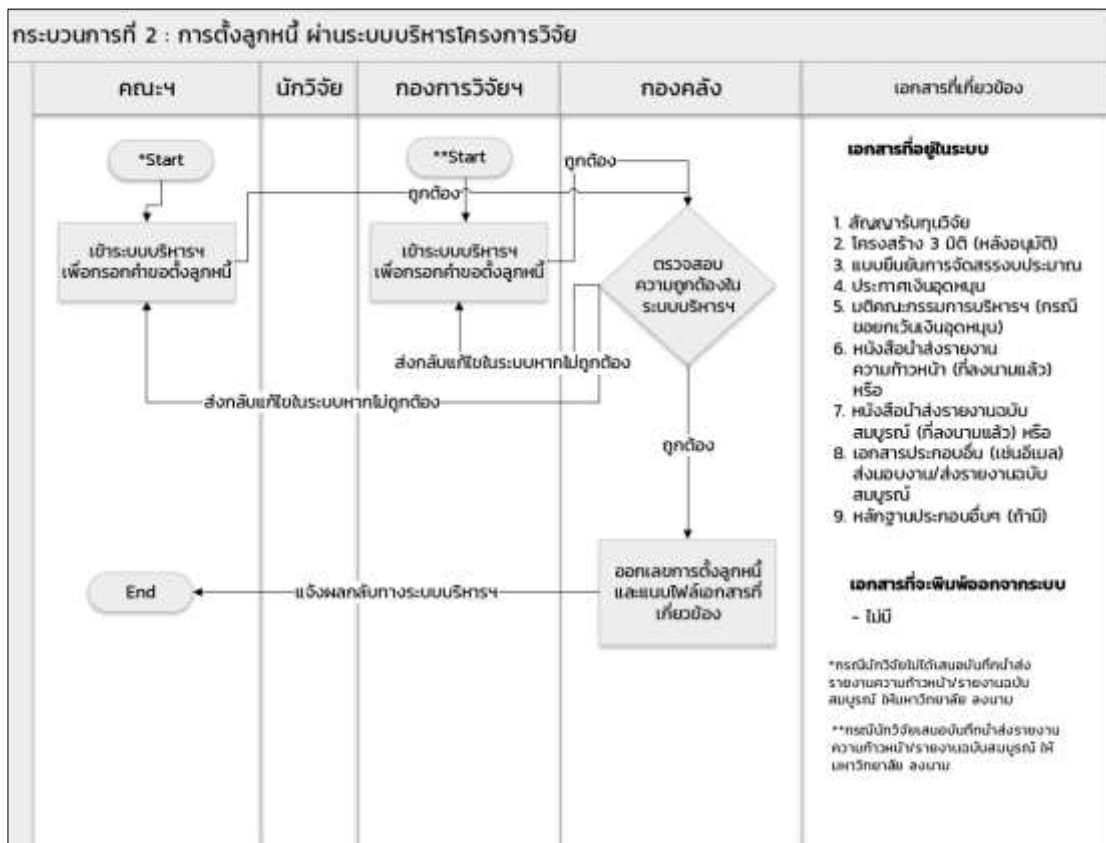 กระบวนการที่ 2 : การตั้งลูกหนี้ ผ่านระบบบริหารโครงการวิจัย
คณะฯ
นักวิจัย
กองการวิจัยฯ
กองคลัง
เอกสารที่เกี่ยวข้อง
*Start
**Start
ถูกต้อง
ถูกต้อง
เข้าระบบบริหารฯ
เพื่อกรอกคำขอตั้งลูกหนี้
เข้าระบบบริหารฯ
เพื่อกรอกคำขอตั้งลูกหนี้
ตรวจสอบ
ความถูกต้องใน
ระบบบริหารฯ
ส่งกลับแก้ไขในระบบหากไม่ถูกต้อง
ส่งกลับแก้ไขในระบบหากไม่ถูกต้อง
ถูกต้อง
ออกเลขการตั้งลูกหนี้
และแนบไฟล์เอกสารที่
เกี่ยวข้อง
แจ้งผลกลับทางระบบบริหารฯ
End
เอกสารที่อยู่ในระบบ
1. สัญญารับทุนวิจัย
2. โครงสร้าง 3 มิติ (หลังอนุมัติ)
3. แบบยืนยันการจัดสรรงบประมาณ
4. ประกาศเงินอุดหนุน
5. มติคณะกรรมการบริหารฯ (กรณี
ขอยกเว้นเงินอุดหนุน)
6. หนังสือนำส่งรายงาน
ความก้าวหน้า (ที่ลงนามแล้ว)
หรือ
7. หนังสือนำส่งรายงานฉบับ
สมบูรณ์ (ที่ลงนามแล้ว) หรือ
8. เอกสารประกอบอื่น (เช่นอีเมล)
ส่งมอบงาน/ส่งรายงานฉบับ
สมบูรณ์
9. หลักฐานประกอบอื่นๆ (ถ้ามี)
เอกสารที่จะพิมพ์ออกจากระบบ
- ไม่มี
*กรณีนักวิจัยไม่ได้เสนอบันทึกนำส่ง
รายงานความก้าวหน้า/รายงานฉบับ
สมบูรณ์ ให้มหาวิทยาลัย ลงนาม
**กรณีนักวิจัยเสนอบันทึกนำส่งรายงาน
ความก้าวหน้า/รายงานฉบับสมบูรณ์ ให้
มหาวิทยาลัย ลงนาม